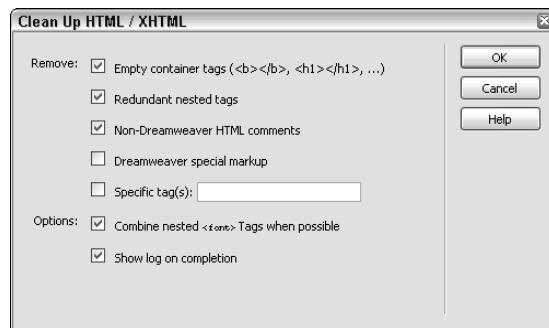 Clean Up HTML / XHTML
Remove: Empty container tags (<b></b>, <h1></h1>, ...)
Redundant nested tags
Non-Dreamweaver HTML comments
Dreamweaver special markup
Specific tag(s):
Options: Combine nested <font> Tags when possible
Show log on completion
OK
Cancel
Help